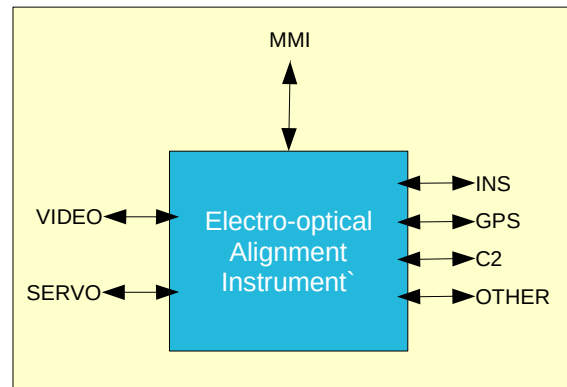 MMI
VIDEO
SERVO
Electro-optical
Alignment
Instrument`
INS
GPS
C2
OTHER